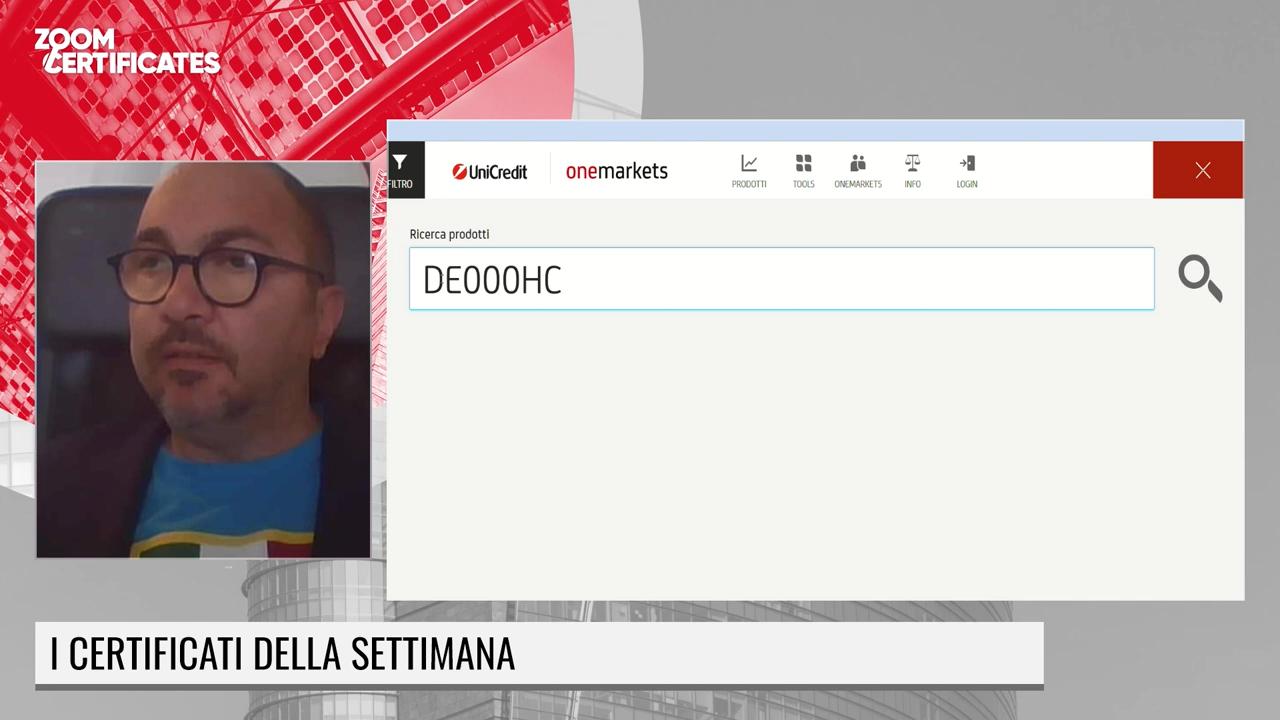 ZOOM
CERTIFICATES
FILTRO
UniCredit
onemarkets
PRODOTTI
TOOLS
ONEMARKETS
INFO
LOGIN
Ricerca prodotti
DE000HC
I CERTIFICATI DELLA SETTIMANA